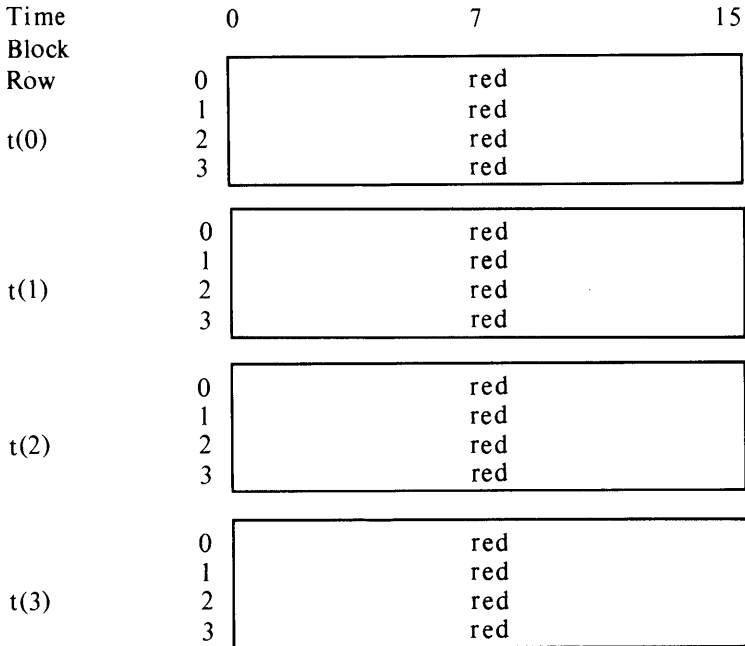 Time 0 7 15
Block
Row 0 red
1 red
t(0) 2 red
3 red
0 red
1 red
t(1) 2 red
3 red
0 red
1 red
t(2) 2 red
3 red
0 red
1 red
t(3) 2 red
3 red